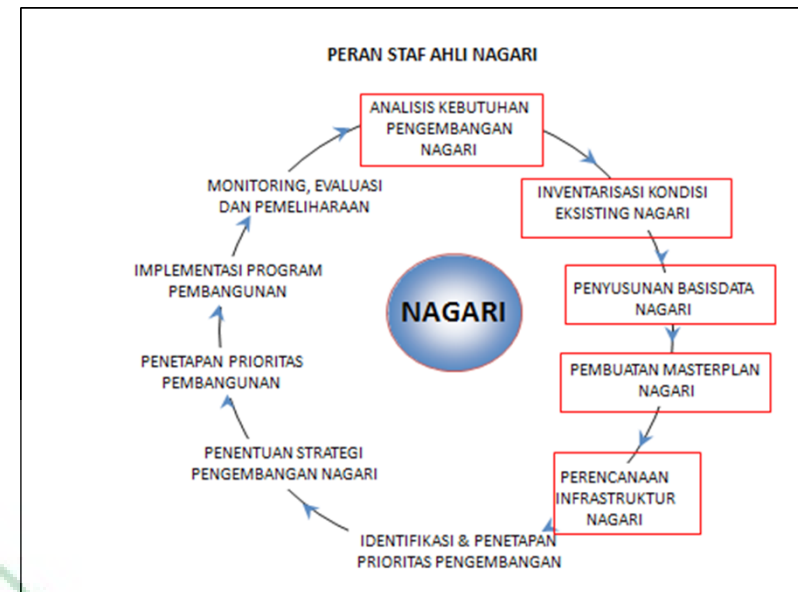 PERAN STAF AHLI NAGARI
ANALISIS KEBUTUHAN
PENGEMBANGAN
NAGARI
INVENTARISASI KONDISI
EKSISTING NAGARI
PENYUSUNAN BASISDATA
NAGARI
PEMBUATAN MASTERPLAN
NAGARI
PERENCANAAN
INFRASTRUKTUR
NAGARI
IDENTIFIKASI & PENETAPAN
PRIORITAS PENGEMBANGAN
PENENTUAN STRATEGI
PENGEMBANGAN NAGARI
PENETAPAN PRIORITAS
PEMBANGUNAN
IMPLEMENTASI PROGRAM
PEMBANGUNAN
MONITORING, EVALUASI
DAN PEMELIHARAAN
NAGARI